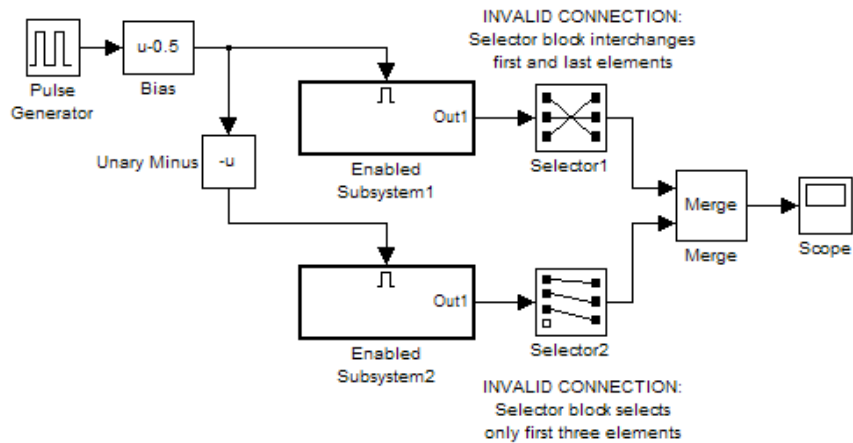 INVALID CONNECTION:
Selector block interchanges
first and last elements
u-0.5
Pulse
Generator
Bias
Out1
Unary Minus
-u
Enabled
Subsystem1
Selector1
Merge
Merge
Scope
Out1
Enabled
Subsystem2
Selector2
INVALID CONNECTION:
Selector block selects
only first three elements